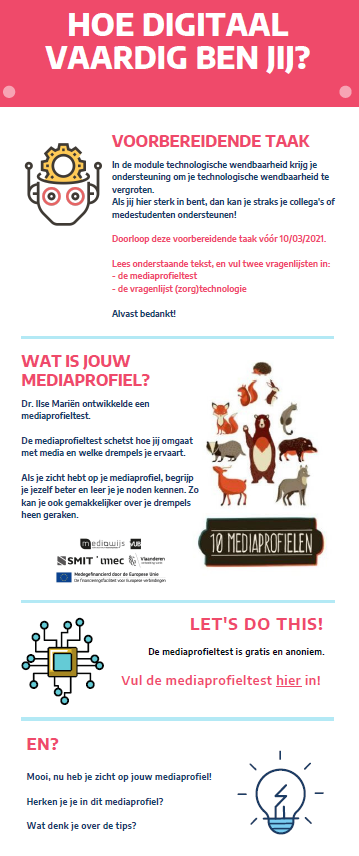 HOE DIGITAAL
VAARDIG BEN JIJ?
VOORBEREIDENDE TAAK
In de module technologische wendbaarheid krijg je
ondersteuning om je technologische wendbaarheid te
vergroten.
Als jij hier sterk in bent, dan kan je straks je collega's of
medestudenten ondersteunen!
Doorloop deze voorbereidende taak vóór 10/03/2021.
Lees onderstaande tekst, en vul twee vragenlijsten in:
- de mediaprofieltest
- de vragenlijst (zorg)technologie
Alvast bedankt!
WAT IS JOUW
MEDIAPROFIEL?
Dr. Ilse Mariën ontwikkelde een
mediaprofieltest.
De mediaprofieltest schetst hoe jij omgaat
met media en welke drempels je ervaart.
Als je zicht hebt op je mediaprofiel, begrijp
je jezelf beter en leer je je noden kennen. Zo
kan je ook gemakkelijker over je drempels
heen geraken.
10 MEDIAPROFIELEN
mediawijs VUB
SMIT imec Vlaanderen
Medegefinancierd door de Europese Unie
De financieringsfaciliteit voor Europese verbindingen
LET'S DO THIS!
De mediaprofieltest is gratis en anoniem.
Vul de mediaprofieltest hier in!
EN?
Mooi, nu heb je zicht op jouw mediaprofiel!
Herken je je in dit mediaprofiel?
Wat denk je over de tips?